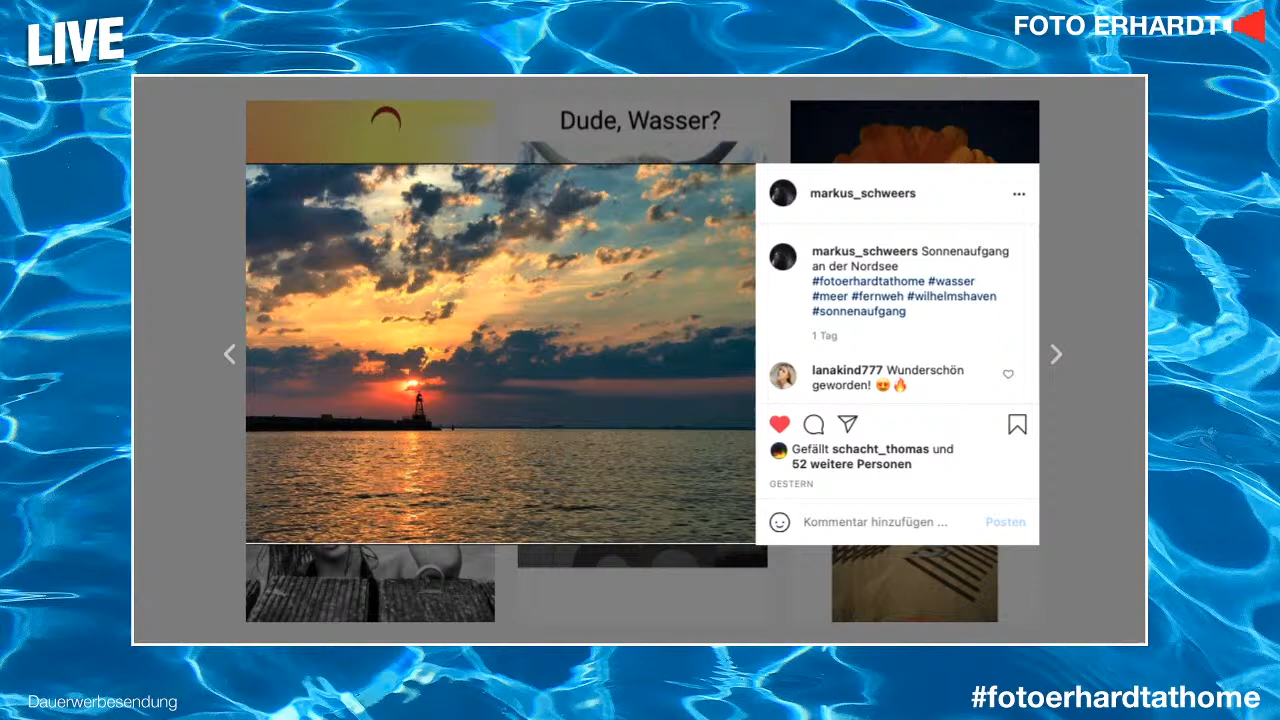 LIVE
FOTO ERHARDT
Dude, Wasser?
markus_schweers
markus_schweers Sonnenaufgang
an der Nordsee
#fotoerhardtathome #wasser
#meer #fernweh #wilhelmshaven
#sonnenaufgang
1 Tag
lanakind777 Wunderschön
geworden! 😍🔥
Gefällt schacht_thomas und
52 weitere Personen
GESTERN
Kommentar hinzufügen ...
Posten
Dauerwerbesendung
#fotoerhardtathome